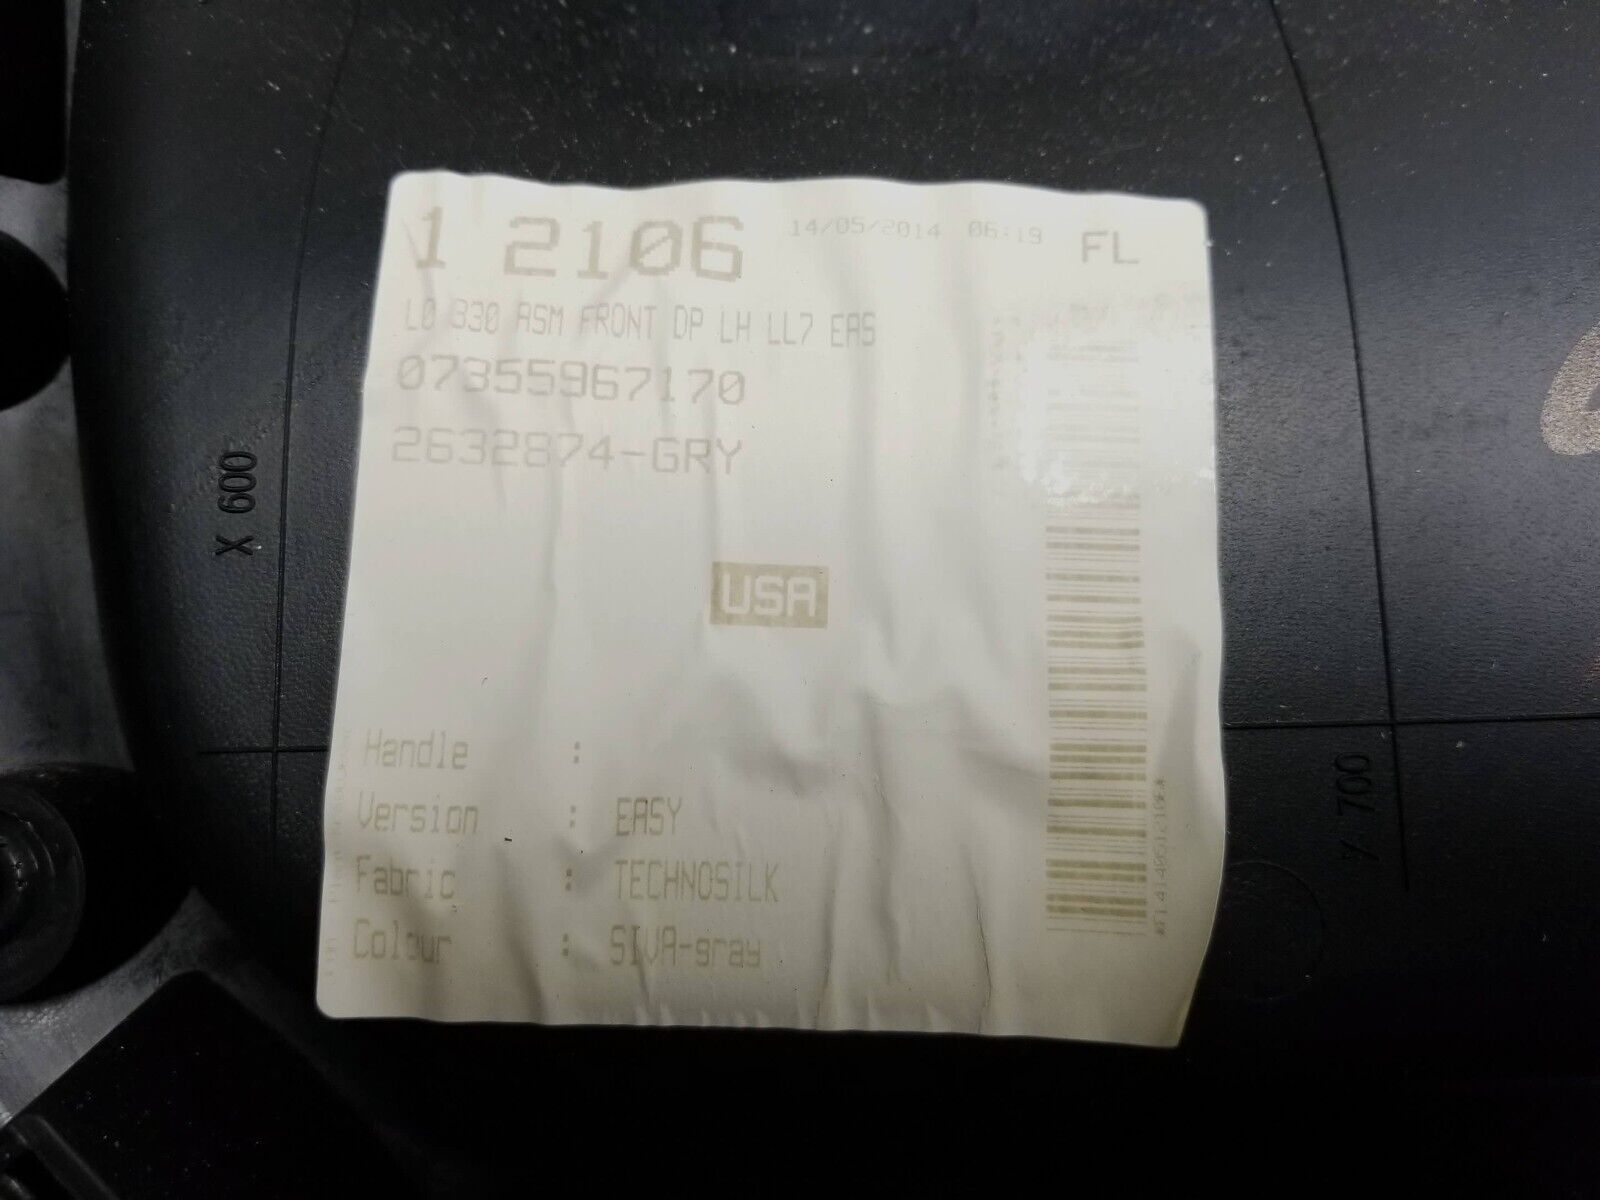 1 2106 14/05/2014 06:19 FL
L0 330 ASM FRONT DP LH LL7 EAS
07355967170
2632874-GRY
X 600
USA
Handle :
Version : EASY
Fabric : TECHNOSILK
Colour : SIVA-gray
700